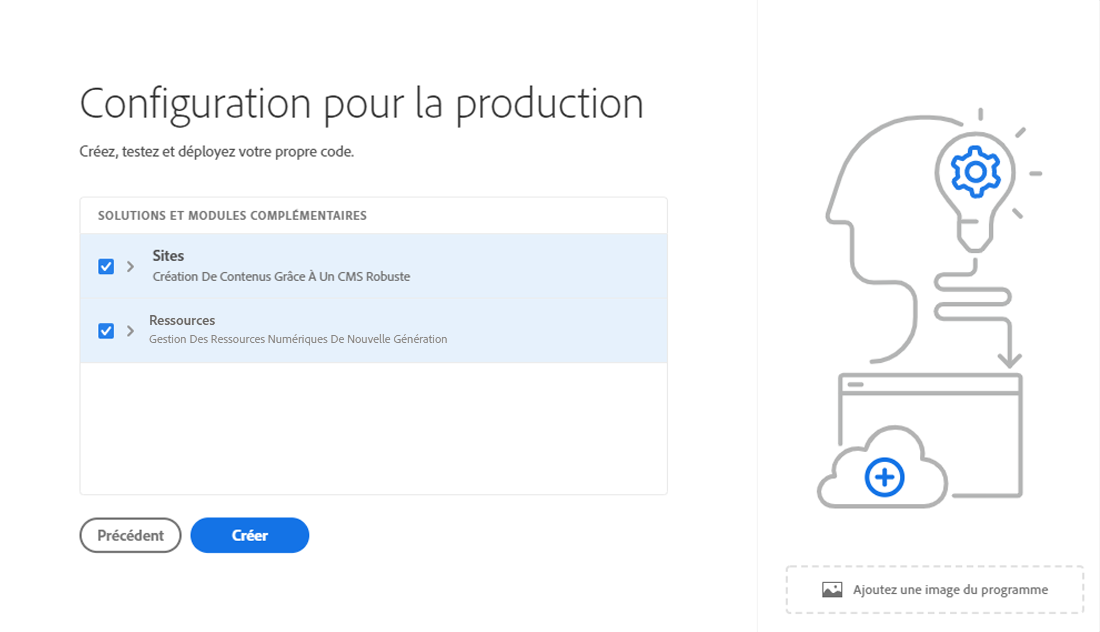 Configuration pour la production
Créez, testez et déployez votre propre code.
SOLUTIONS ET MODULES COMPLÉMENTAIRES
Sites
Création De Contenus Grâce À Un CMS Robuste
Ressources
Gestion Des Ressources Numériques De Nouvelle Génération
Précédent
Créer
Ajoutez une image du programme